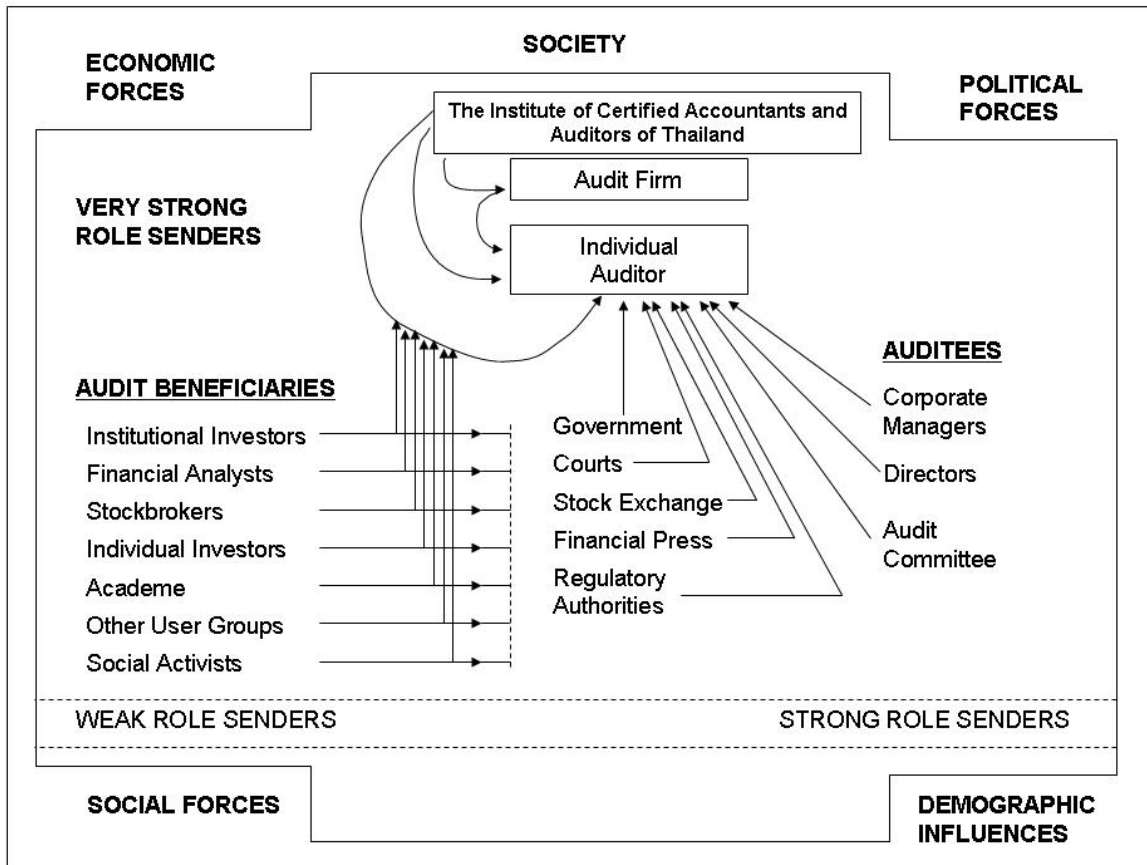 SOCIETY
ECONOMIC
FORCES
POLITICAL
FORCES
The Institute of Certified Accountants and
Auditors of Thailand
Audit Firm
VERY STRONG
ROLE SENDERS
Individual
Auditor
AUDIT BENEFICIARIES
Institutional Investors
Financial Analysts
Stockbrokers
Individual Investors
Academe
Other User Groups
Social Activists
Government
Courts
Stock Exchange
Financial Press
Regulatory
Authorities
AUDITEES
Corporate
Managers
Directors
Audit
Committee
WEAK ROLE SENDERS
STRONG ROLE SENDERS
SOCIAL FORCES
DEMOGRAPHIC
INFLUENCES